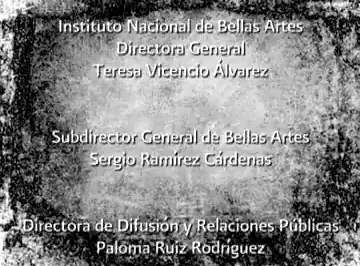 Instituto Nacional de Bellas Artes
Directora General
Teresa Vicencio Álvarez
Subdirector General de Bellas Artes
Sergio Ramírez Cárdenas
Directora de Difusión y Relaciones Públicas
Paloma Ruiz Rodríguez